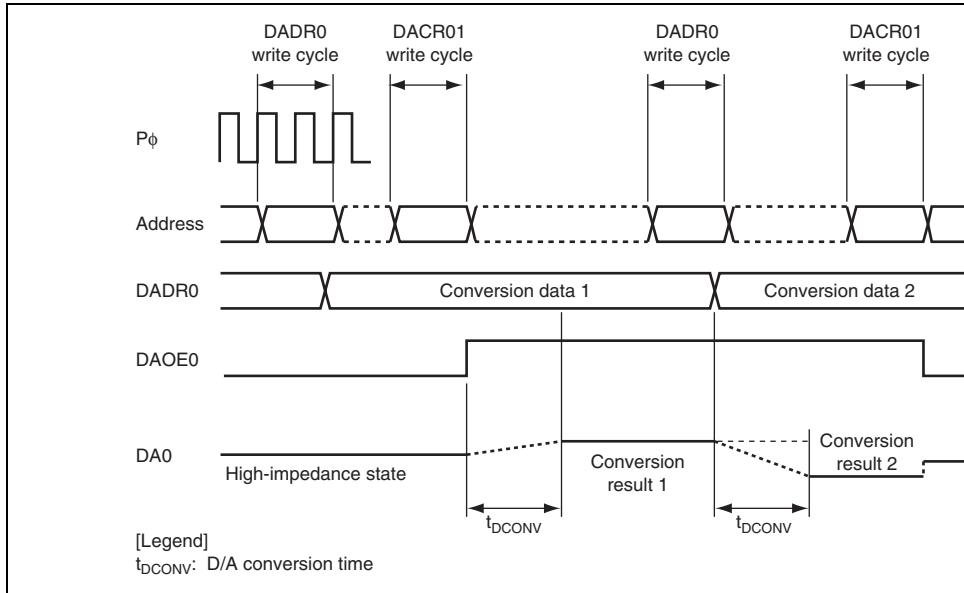 DADR0
write cycle
DACR01
write cycle
DADR0
write cycle
DACR01
write cycle
Pϕ
Address
DADR0
Conversion data 1
Conversion data 2
DAOE0
DA0
High-impedance state
Conversion
result 1
Conversion
result 2
tDCONV
tDCONV
[Legend]
tDCONV: D/A conversion time